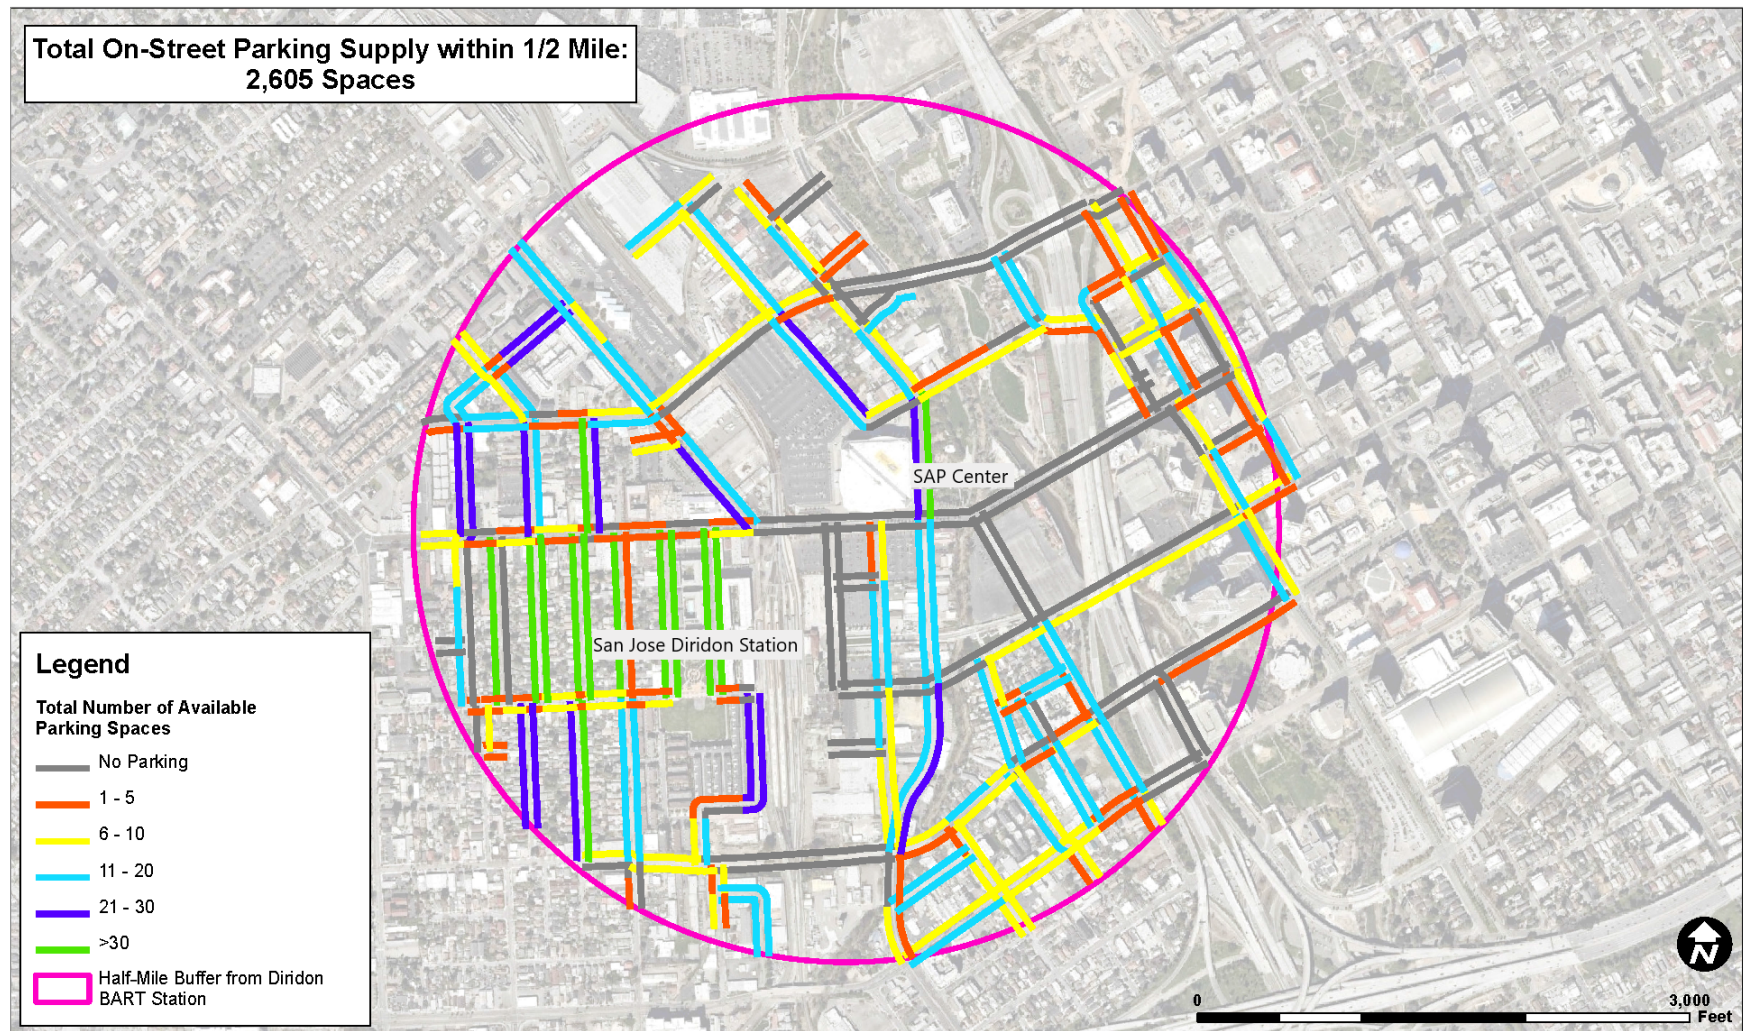 Total On-Street Parking Supply within 1/2 Mile:
2,605 Spaces
SAP Center
San Jose Diridon Station
Legend
Total Number of Available
Parking Spaces
No Parking
1 - 5
6 - 10
11 - 20
21 - 30
>30
Half-Mile Buffer from Diridon
BART Station
N
0
3,000
Feet